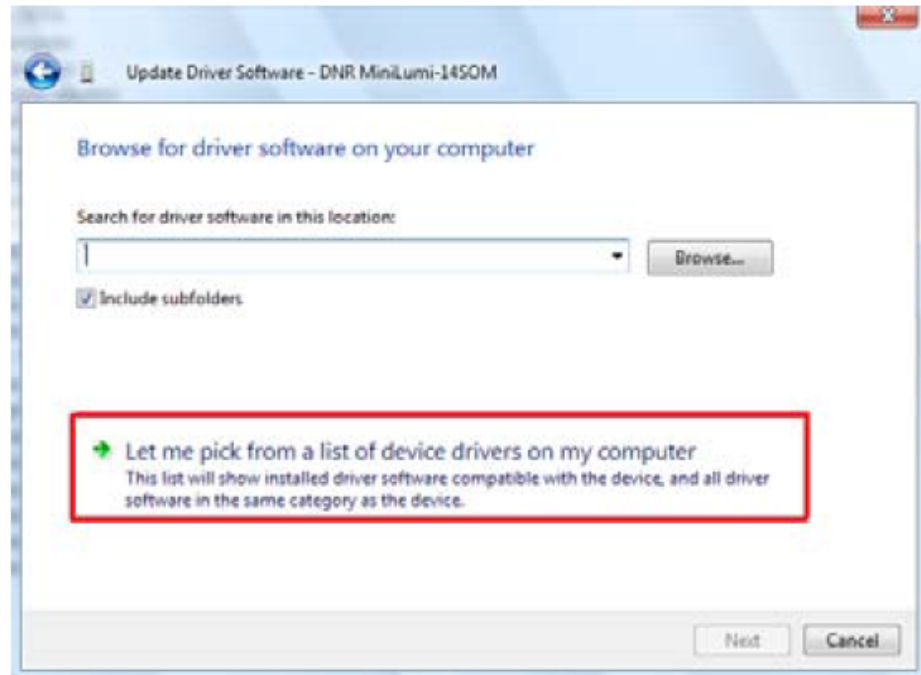 Update Driver Software - DNR MiniLumi-14SOM
Browse for driver software on your computer
Search for driver software in this location:
Browse...
Include subfolders
Let me pick from a list of device drivers on my computer
This list will show installed driver software compatible with the device, and all driver
software in the same category as the device.
Next
Cancel